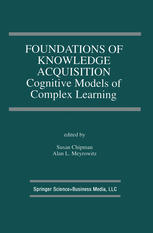 FOUNDATIONS OF
KNOWLEDGE
ACQUISITION
Cognitive Models of
Complex Learning
edited by
Susan Chipman
Alan L. Meyrowitz
Springer Science+Business Media, LLC